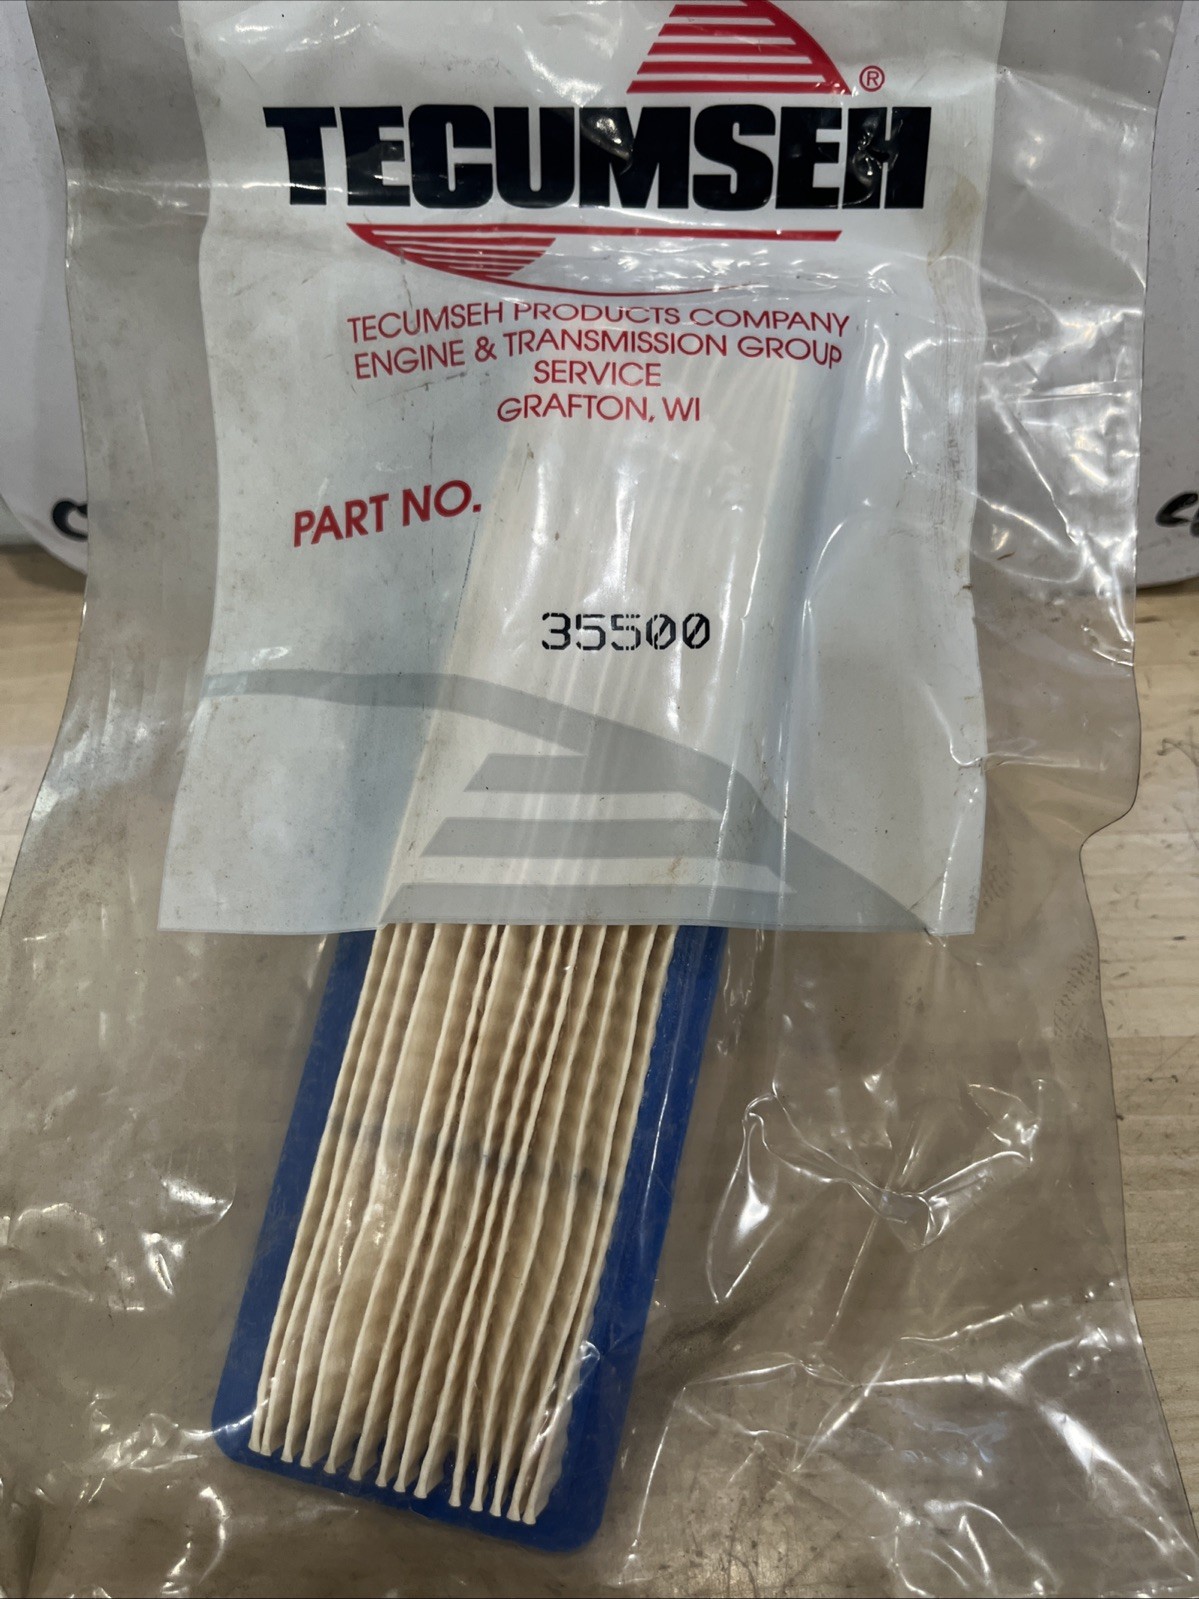 ®
TECUMSEH
TECUMSEH PRODUCTS COMPANY
ENGINE & TRANSMISSION GROUP
SERVICE
GRAFTON, WI
PART NO.
35500